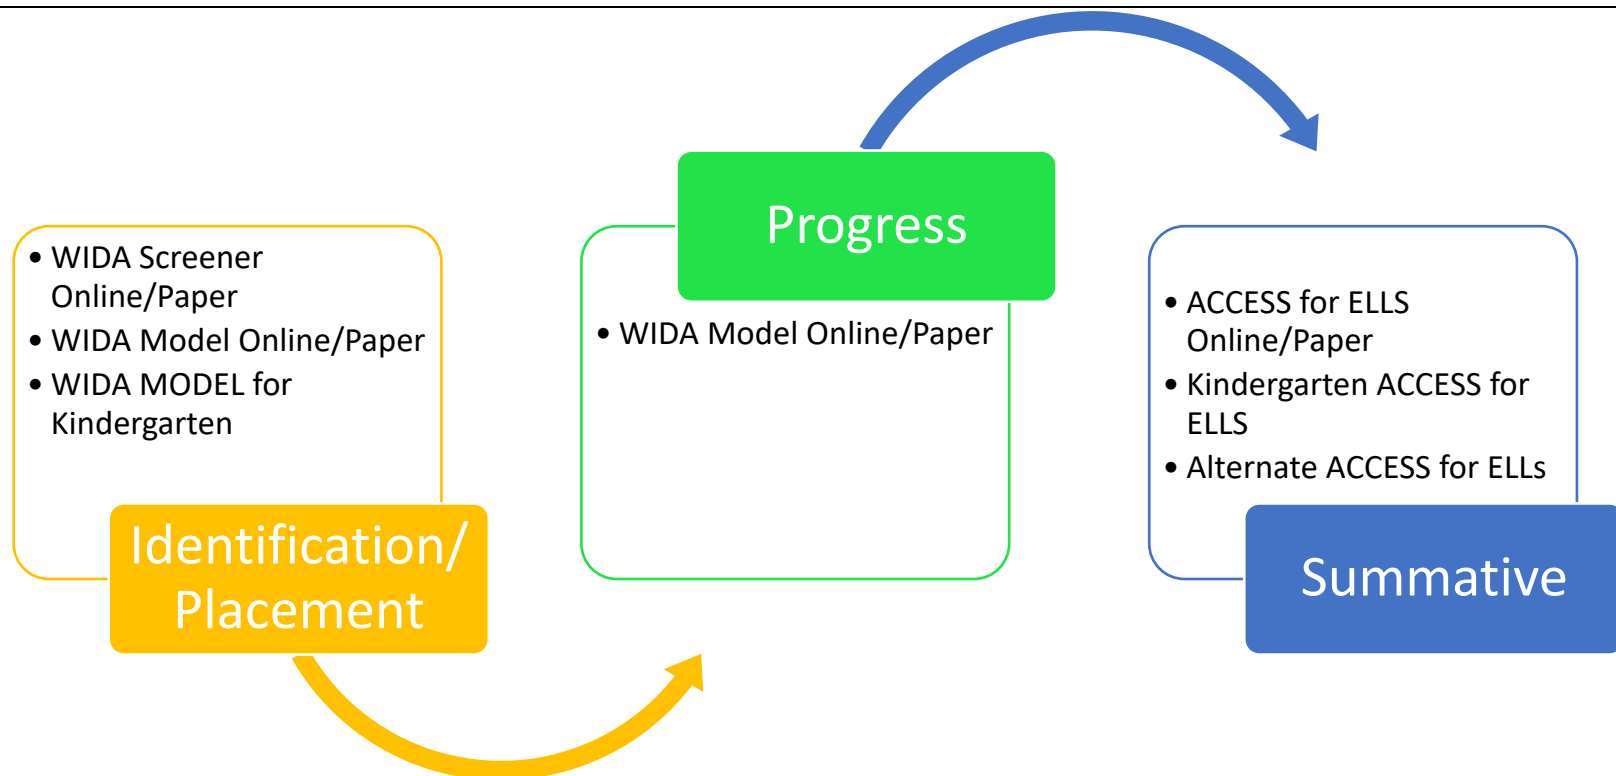 • WIDA Screener
Online/Paper
• WIDA Model Online/Paper
• WIDA MODEL for
Kindergarten
Identification/
Placement
Progress
• WIDA Model Online/Paper
• ACCESS for ELLS
Online/Paper
• Kindergarten ACCESS for
ELLS
• Alternate ACCESS for ELLs
Summative